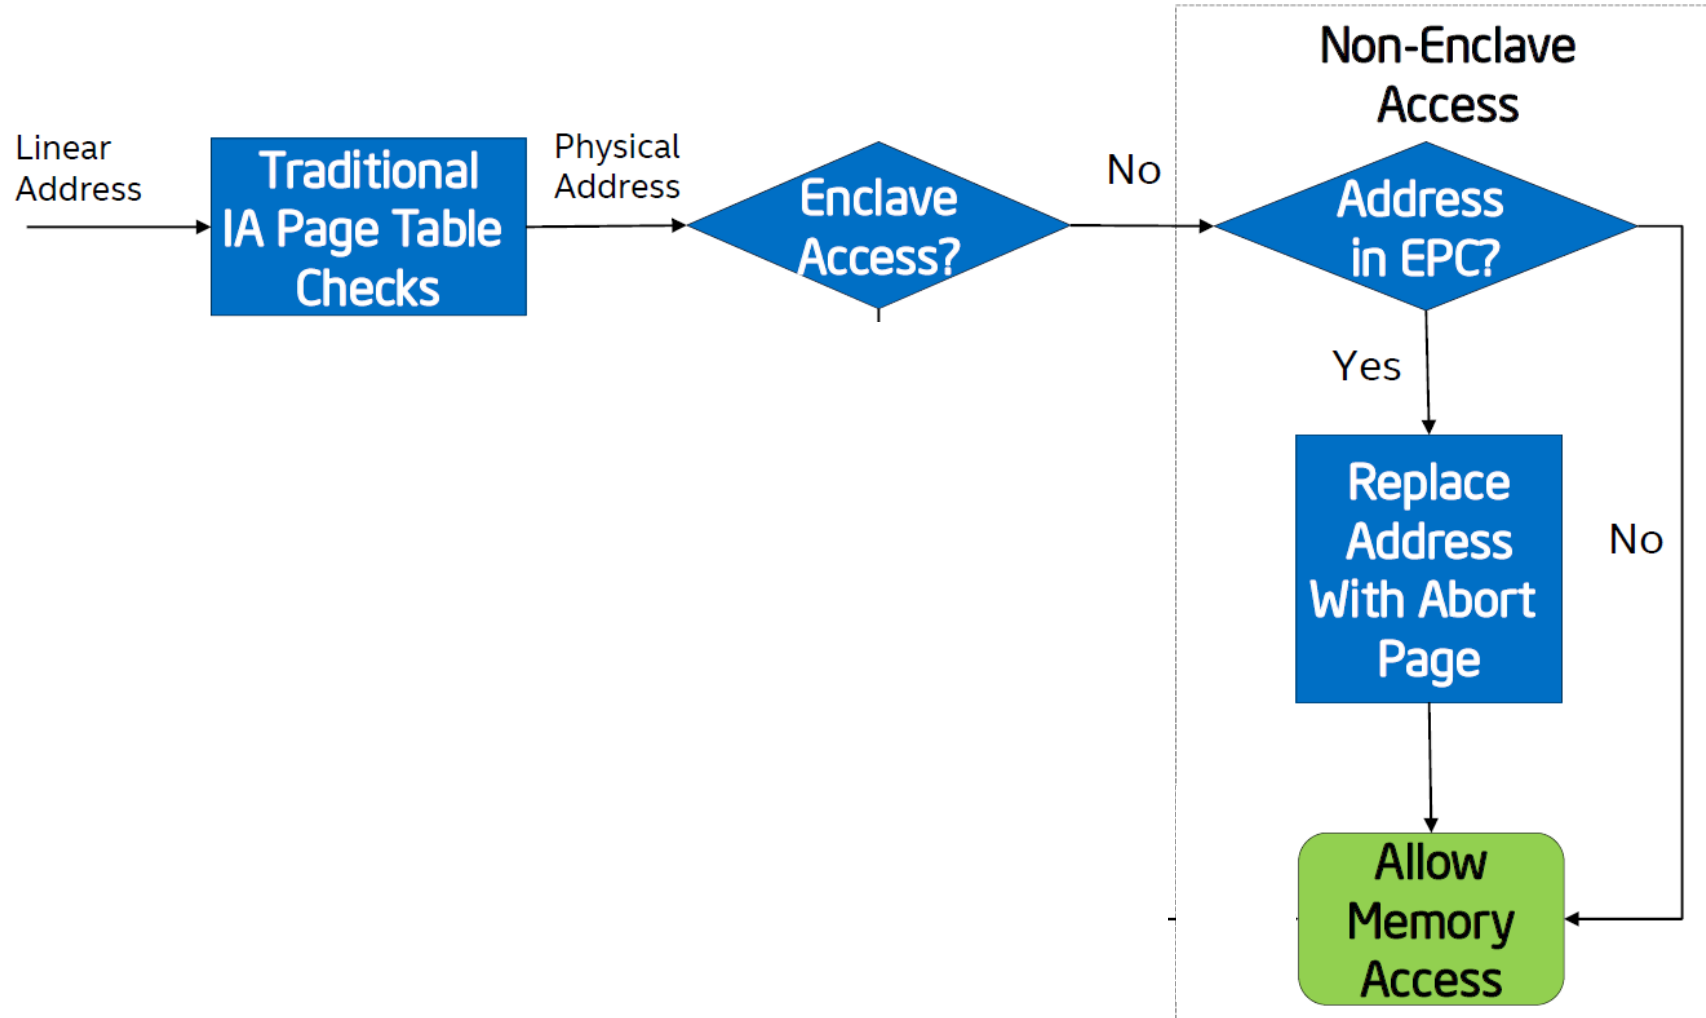 Non-Enclave
Access
Linear
Address
Traditional
IA Page Table
Checks
Physical
Address
Enclave
Access?
No
Address
in EPC?
Yes
Replace
Address
With Abort
Page
No
Allow
Memory
Access